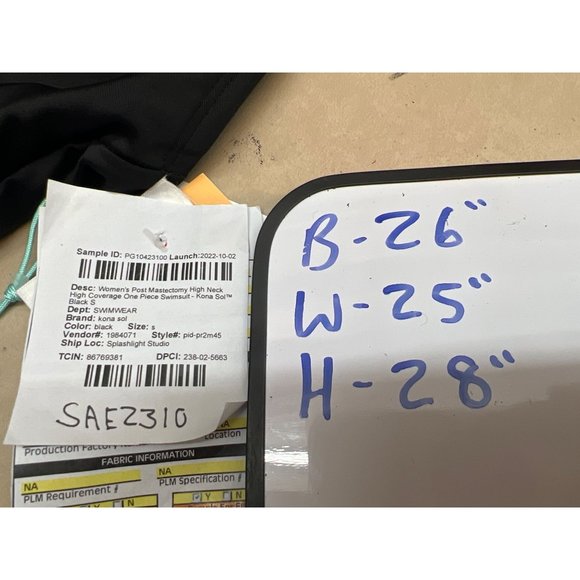 Sample ID: PG10423100 Launch:2022-10-02
Desc: Women's Post Mastectomy High Neck
High Coverage One Piece Swimsuit - Kona Sol™
Black S
Dept: SWIMWEAR
Brand: kona sol
Color: black Size: s
Vendor#: 1984071 Style#: pid-pr2m45
Ship Loc: Splashlight Studio
TCIN: 86769381 DPCI: 238-02-5663
SAE2310
Production Factory
Location
FABRIC INFORMATION
NA NA
PLM Requirement # PLM Specification #
Y N
B-26"
W-25"
H-28"